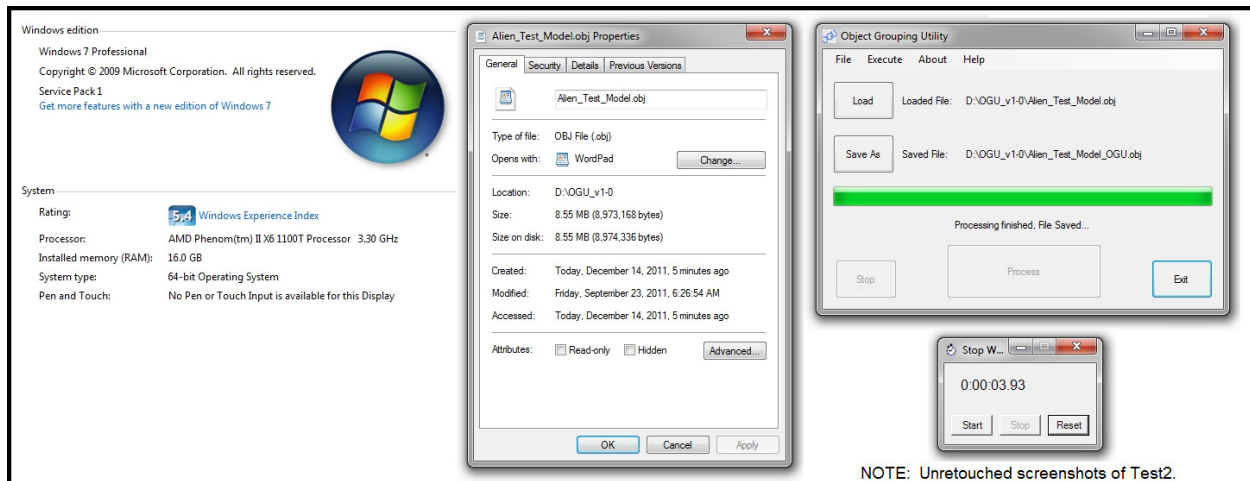 Windows edition
Windows 7 Professional
Copyright © 2009 Microsoft Corporation. All rights reserved.
Service Pack 1
Get more features with a new edition of Windows 7
System
Rating: 5.4 Windows Experience Index
Processor: AMD Phenom(tm) II X6 1100T Processor 3.30 GHz
Installed memory (RAM): 16.0 GB
System type: 64-bit Operating System
Pen and Touch: No Pen or Touch Input is available for this Display
Alien_Test_Model.obj Properties
General Security Details Previous Versions
Alien_Test_Model.obj
Type of file: OBJ File (.obj)
Opens with: WordPad Change...
Location: D:\OGU_v1-0
Size: 8.55 MB (8,973,168 bytes)
Size on disk: 8.55 MB (8,974,336 bytes)
Created: Today, December 14, 2011, 5 minutes ago
Modified: Friday, September 23, 2011, 6:26:54 AM
Accessed: Today, December 14, 2011, 5 minutes ago
Attributes: Read-only Hidden Advanced...
OK Cancel Apply
Object Grouping Utility
File Execute About Help
Load Loaded File: D:\OGU_v1-0\Alien_Test_Model.obj
Save As Saved File: D:\OGU_v1-0\Alien_Test_Model_OGU.obj
Processing finished, File Saved...
Stop Process Exit
Stop W...
0:00:03.93
Start Stop Reset
NOTE: Unretouched screenshots of Test2.